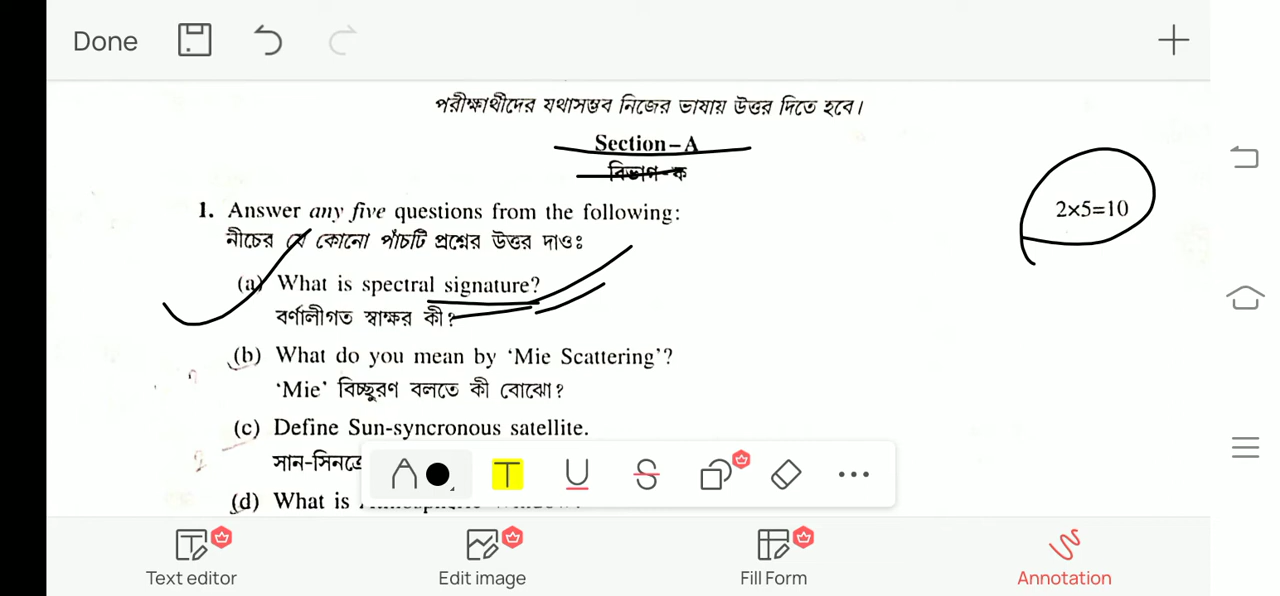 Done
পরীক্ষার্থীদের যথাসম্ভব নিজের ভাষায় উত্তর দিতে হবে।
Section–A
বিভাগ-ক
1. Answer any five questions from the following: 2×5=10
নীচের যে কোনো পাঁচটি প্রশ্নের উত্তর দাওঃ
(a) What is spectral signature?
বর্ণালীগত স্বাক্ষর কী?
(b) What do you mean by ‘Mie Scattering’?
‘Mie’ বিচ্ছুরণ বলতে কী বোঝো?
(c) Define Sun-syncronous satellite.
(d) What is
Text editor
Edit image
Fill Form
Annotation